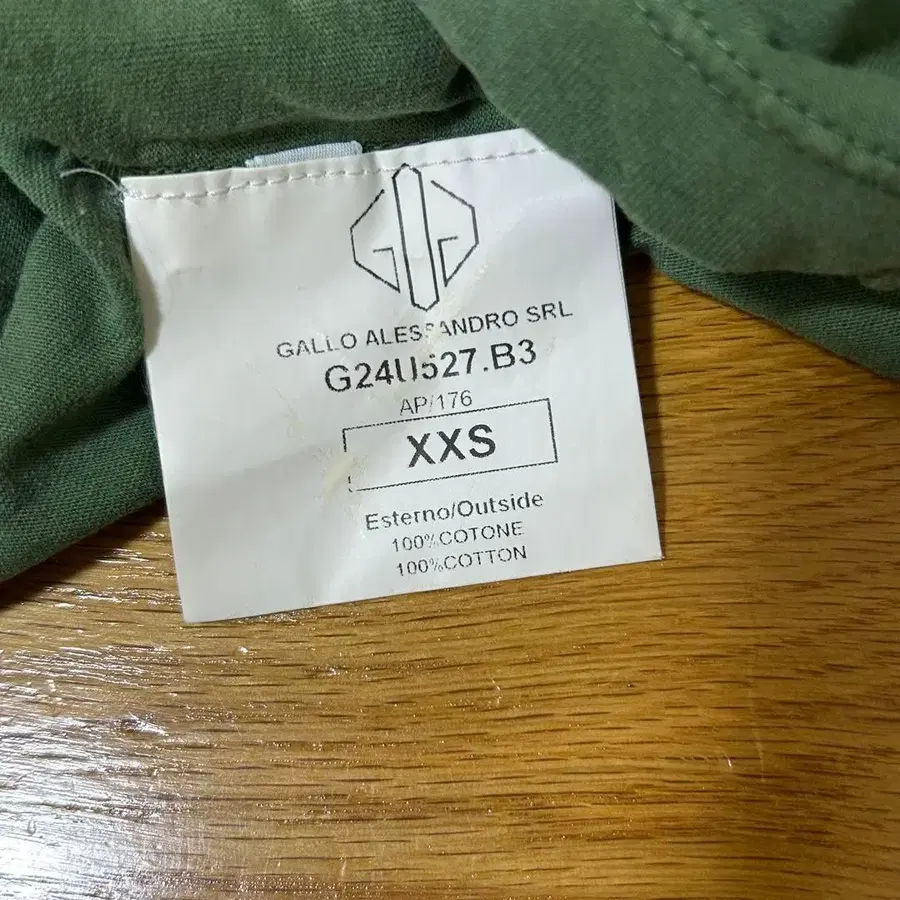 GALLO ALESSANDRO SRL
G24U527.B3
AP/176
XXS
Esterno/Outside
100%COTONE
100%COTTON